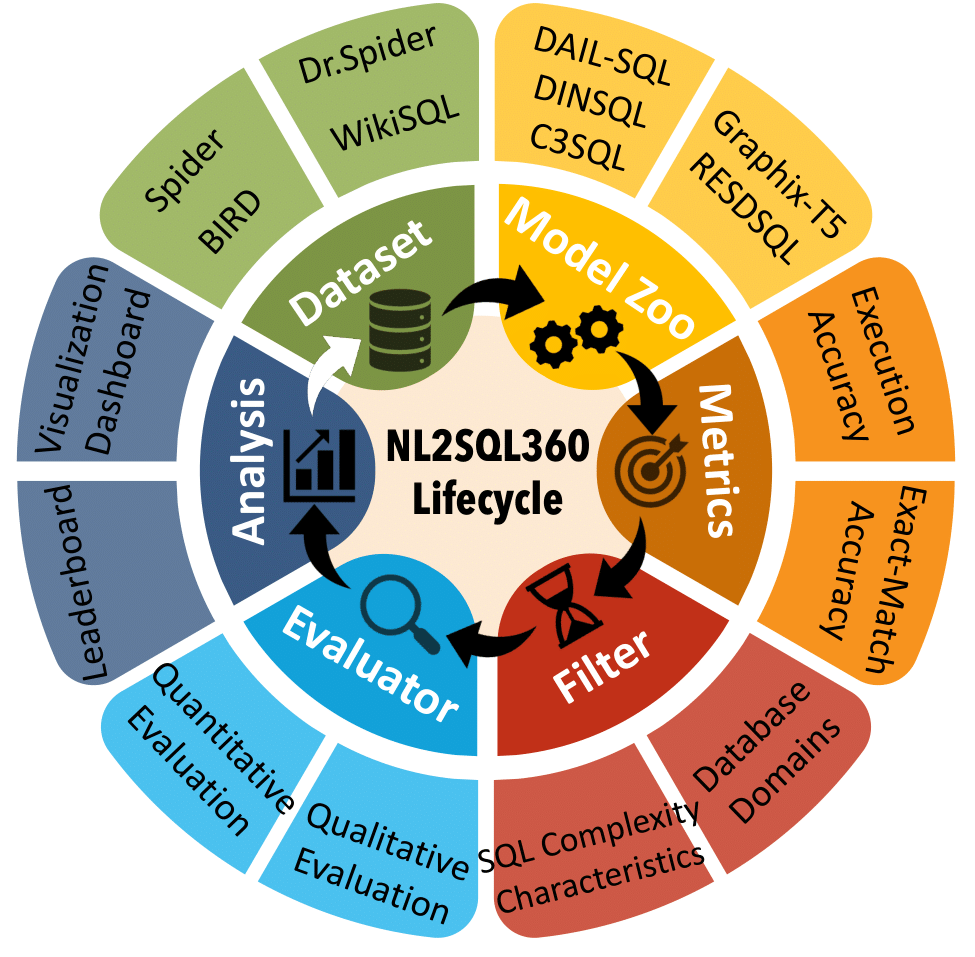 Dr.Spider
WikiSQL
DAIL-SQL
DINSQL
C3SQL
Graphix-T5
RESDSQL
Execution
Accuracy
Exact-Match
Accuracy
Database
Domains
SQL Complexity
Characteristics
Qualitative
Evaluation
Quantitative
Evaluation
Leaderboard
Visualization
Dashboard
Spider
BIRD
Dataset
Model Zoo
Metrics
Filter
Evaluator
Analysis
NL2SQL360
Lifecycle